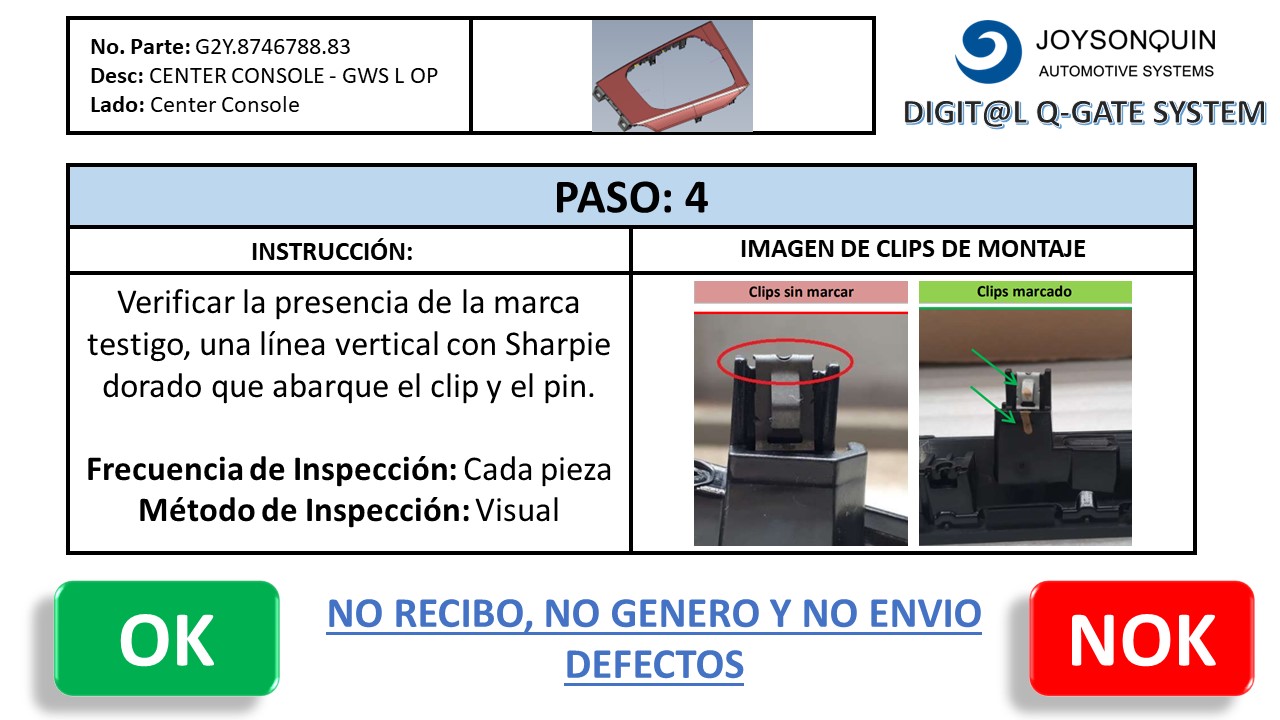 No. Parte: G2Y.8746788.83
Desc: CENTER CONSOLE - GWS L OP
Lado: Center Console
JOYSONQUIN
AUTOMOTIVE SYSTEMS
DIGIT@L Q-GATE SYSTEM
PASO: 4
INSTRUCCIÓN:
IMAGEN DE CLIPS DE MONTAJE
Verificar la presencia de la marca
testigo, una línea vertical con Sharpie
dorado que abarque el clip y el pin.
Frecuencia de Inspección: Cada pieza
Método de Inspección: Visual
Clips sin marcar
Clips marcado
OK
NO RECIBO, NO GENERO Y NO ENVIO
DEFECTOS
NOK